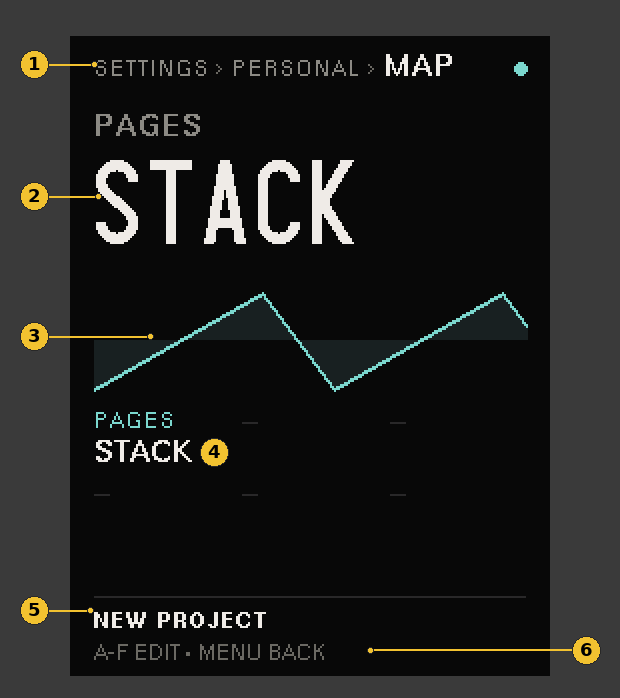 1 SETTINGS > PERSONAL > MAP
PAGES
2 STACK
3
PAGES
STACK 4
5 NEW PROJECT
A-F EDIT · MENU BACK 6